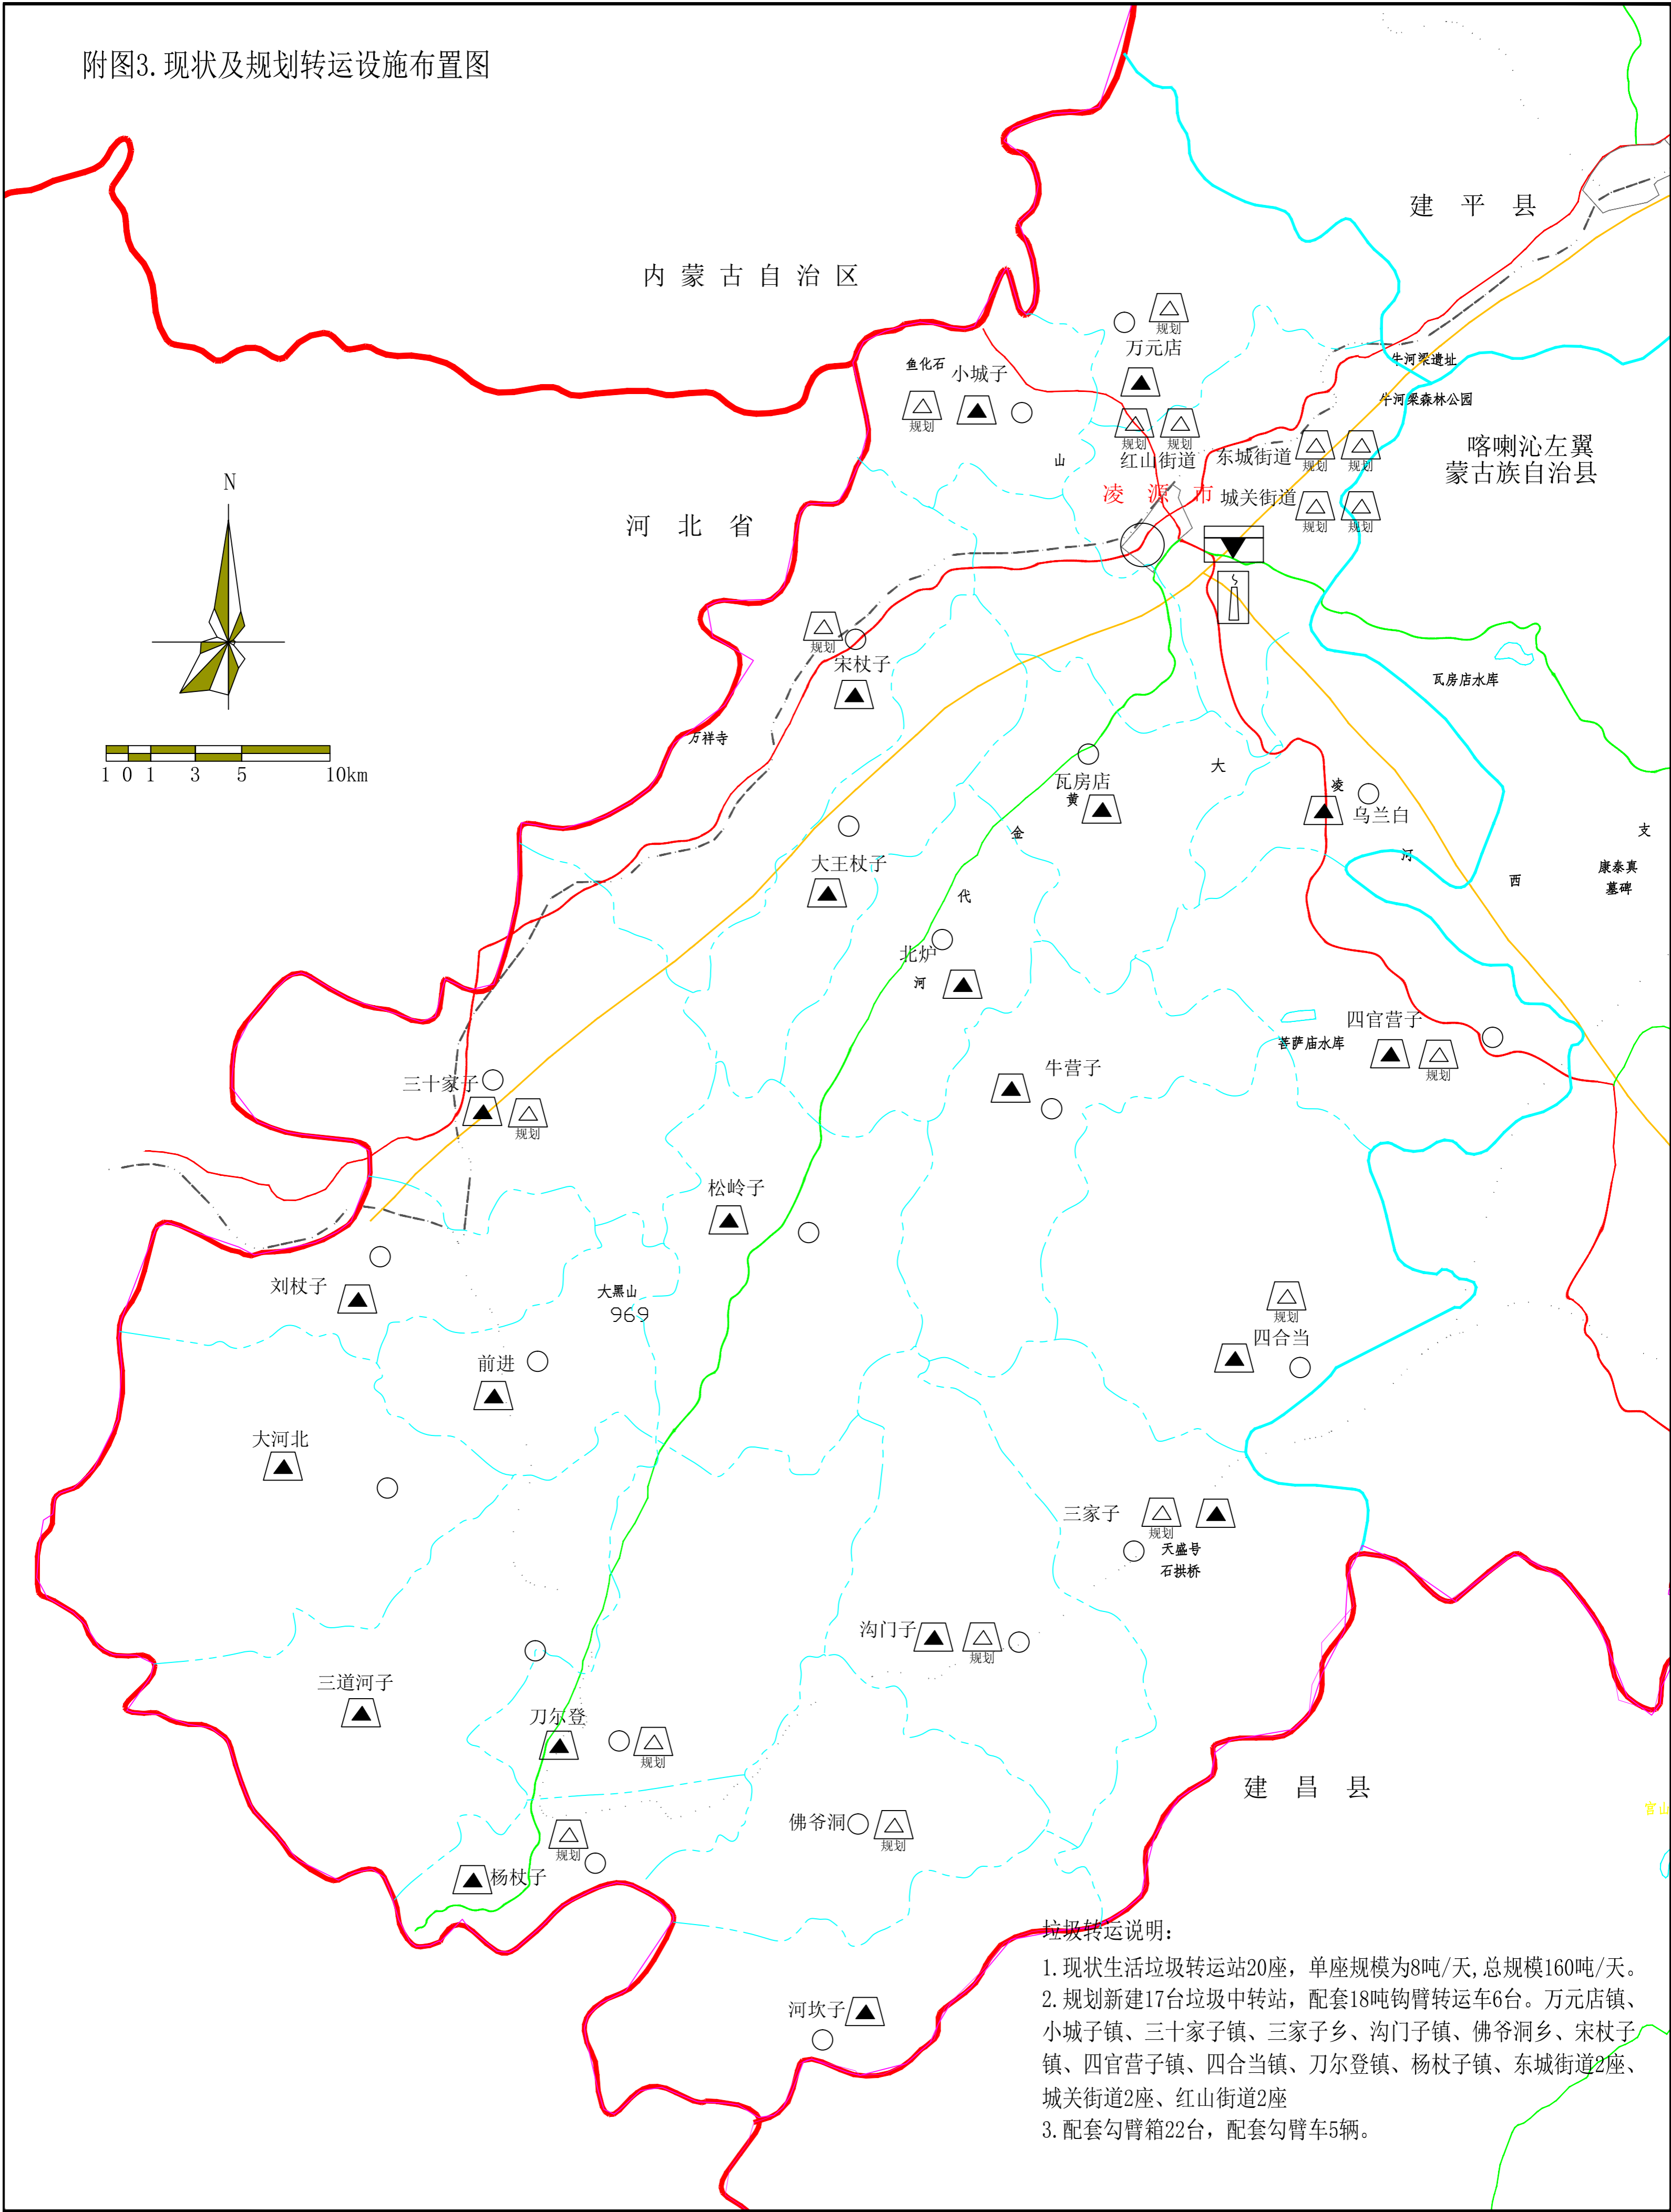 附图3.现状及规划转运设施布置图
建平县
内蒙古自治区
规划
万元店
鱼化石
小城子
规划
牛河梁遗址
牛河梁森林公园
规划
规划
红山街道
山
东城街道
规划
规划
喀喇沁左翼
蒙古族自治县
凌源市
城关街道
规划
规划
河北省
N
规划
宋杖子
瓦房店水库
万祥寺
1 0 1 3 5 10km
瓦房店
黄
大
凌
乌兰白
金
支
河
大王杖子
西
康泰真
墓碑
代
北炉
河
四官营子
菩萨庙水库
规划
牛营子
三十家子
规划
松岭子
刘杖子
大黑山
969
规划
四合当
前进
大河北
三家子
规划
天盛号
石拱桥
沟门子
规划
三道河子
刀尔登
规划
建昌县
佛爷洞
规划
规划
杨杖子
河坎子
垃圾转运说明：
1.现状生活垃圾转运站20座，单座规模为8吨/天,总规模160吨/天。
2.规划新建17台垃圾中转站，配套18吨钩臂转运车6台。万元店镇、
小城子镇、三十家子镇、三家子乡、沟门子镇、佛爷洞乡、宋杖子
镇、四官营子镇、四合当镇、刀尔登镇、杨杖子镇、东城街道2座、
城关街道2座、红山街道2座
3.配套勾臂箱22台，配套勾臂车5辆。